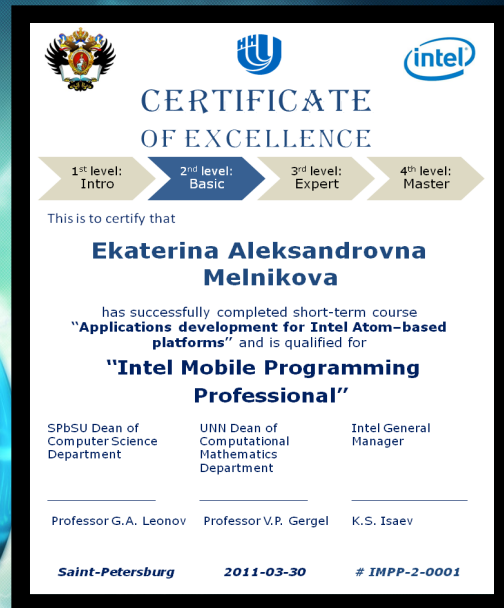 ННГУ
intel
CERTIFICATE
OF EXCELLENCE
1st level:
Intro
2nd level:
Basic
3rd level:
Expert
4th level:
Master
This is to certify that
Ekaterina Aleksandrovna
Melnikova
has successfully completed short-term course
“Applications development for Intel Atom–based
platforms” and is qualified for
“Intel Mobile Programming
Professional”
SPbSU Dean of
Computer Science
Department
UNN Dean of
Computational
Mathematics
Department
Intel General
Manager
Professor G.A. Leonov
Professor V.P. Gergel
K.S. Isaev
Saint-Petersburg
2011-03-30
# IMPP-2-0001